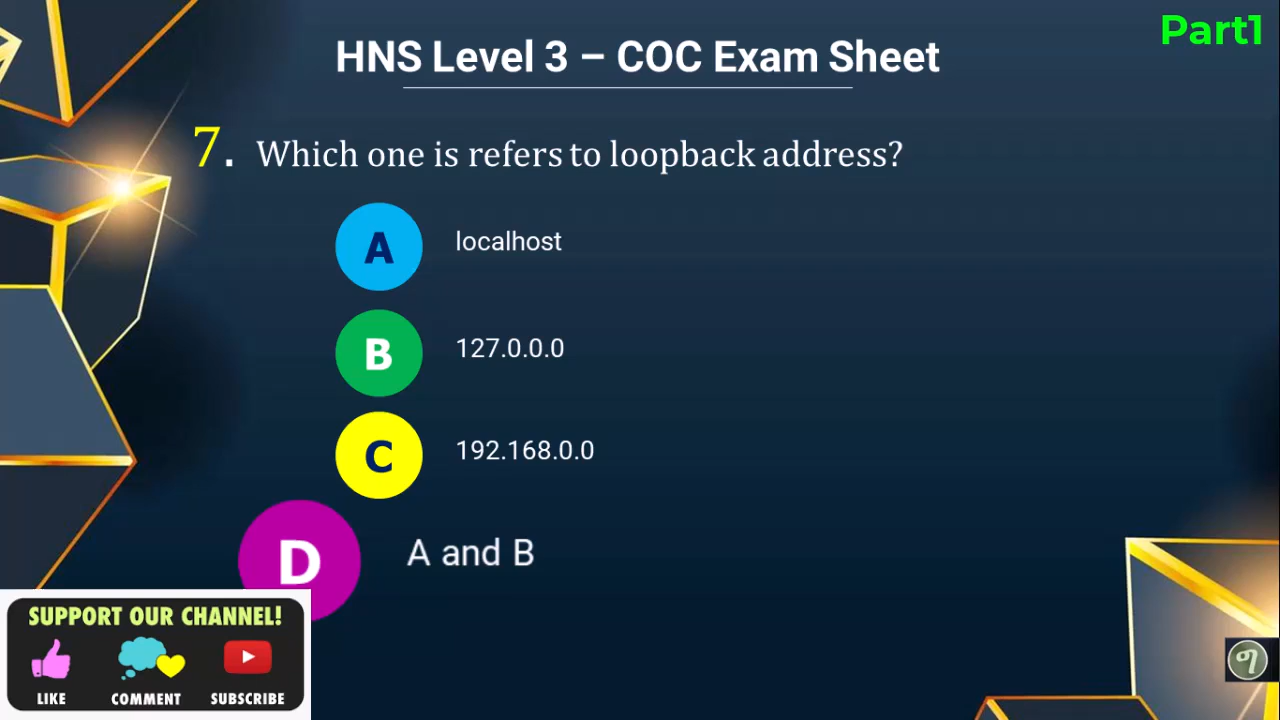 Part1
HNS Level 3 – COC Exam Sheet
7. Which one is refers to loopback address?
A localhost
B 127.0.0.0
C 192.168.0.0
D A and B
SUPPORT OUR CHANNEL!
LIKE COMMENT SUBSCRIBE